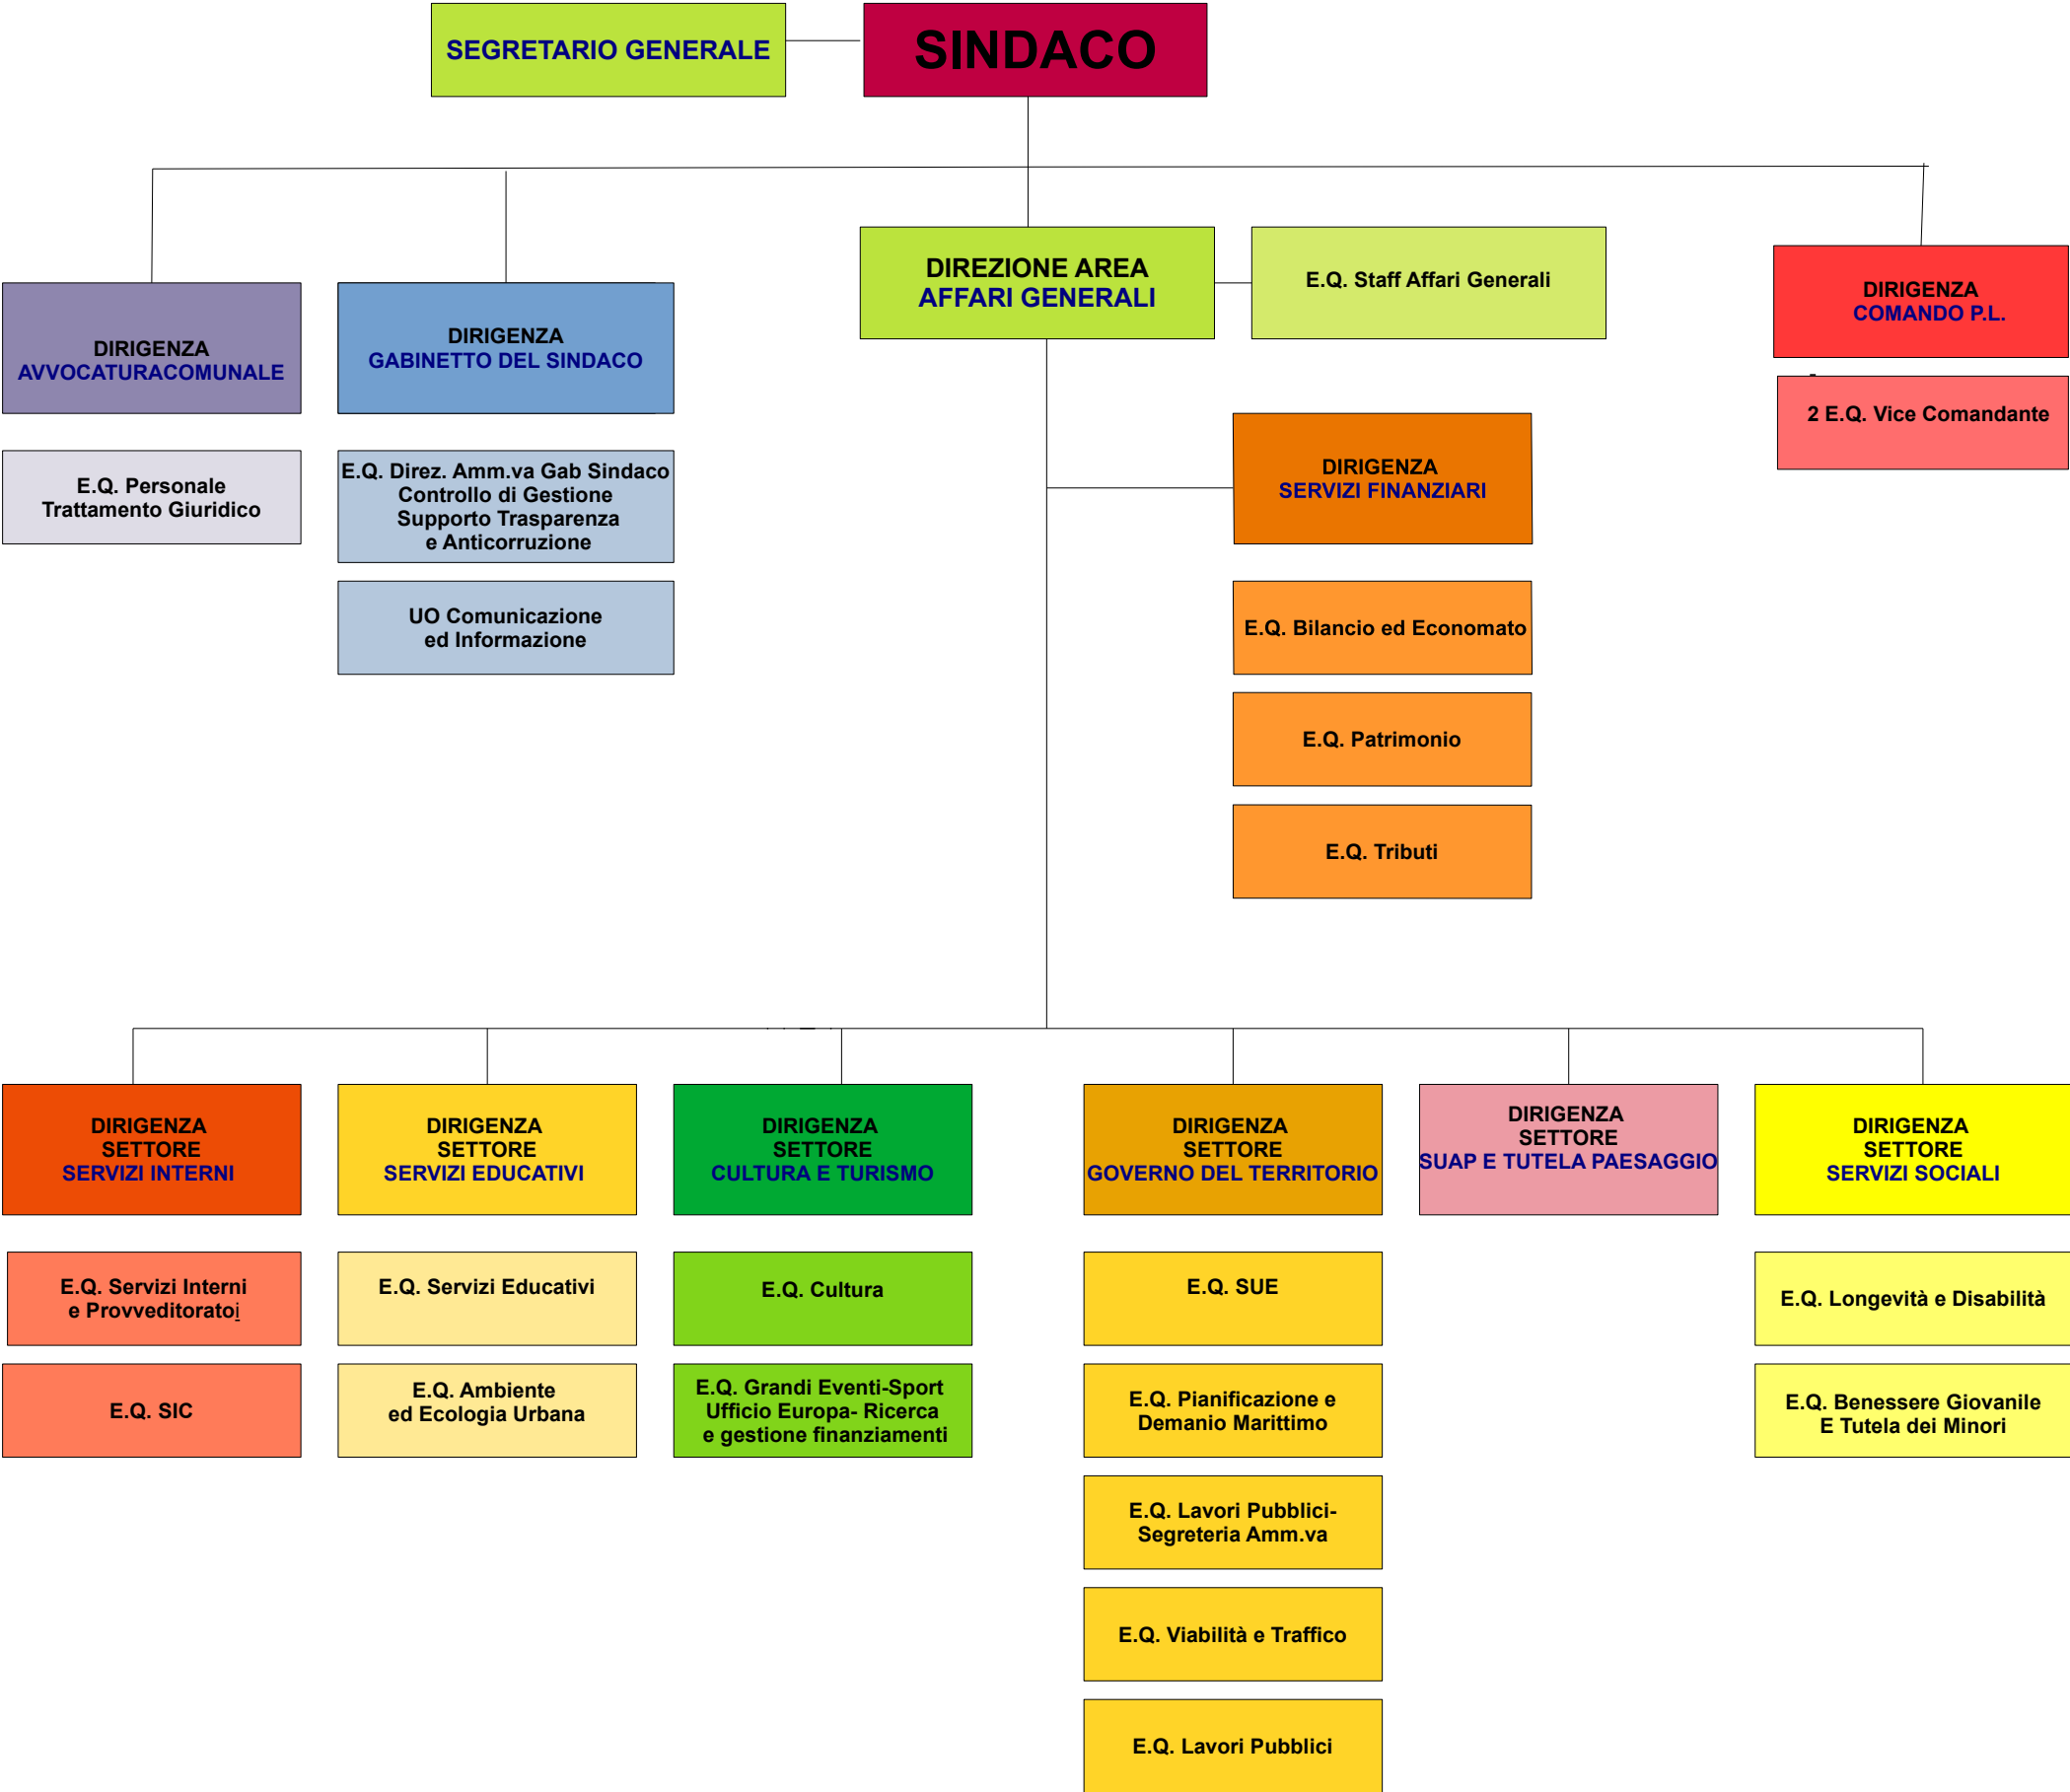 SEGRETARIO GENERALE
SINDACO
DIREZIONE AREA
AFFARI GENERALI
E.Q. Staff Affari Generali
DIRIGENZA
COMANDO P.L.
2 E.Q. Vice Comandante
DIRIGENZA
AVVOCATURACOMUNALE
E.Q. Personale
Trattamento Giuridico
DIRIGENZA
GABINETTO DEL SINDACO
E.Q. Direz. Amm.va Gab Sindaco
Controllo di Gestione
Supporto Trasparenza
e Anticorruzione
UO Comunicazione
ed Informazione
DIRIGENZA
SERVIZI FINANZIARI
E.Q. Bilancio ed Economato
E.Q. Patrimonio
E.Q. Tributi
DIRIGENZA
SETTORE
SERVIZI INTERNI
E.Q. Servizi Interni
e Provveditoratoi
E.Q. SIC
DIRIGENZA
SETTORE
SERVIZI EDUCATIVI
E.Q. Servizi Educativi
E.Q. Ambiente
ed Ecologia Urbana
DIRIGENZA
SETTORE
CULTURA E TURISMO
E.Q. Cultura
E.Q. Grandi Eventi-Sport
Ufficio Europa- Ricerca
e gestione finanziamenti
DIRIGENZA
SETTORE
GOVERNO DEL TERRITORIO
E.Q. SUE
E.Q. Pianificazione e
Demanio Marittimo
E.Q. Lavori Pubblici-
Segreteria Amm.va
E.Q. Viabilità e Traffico
E.Q. Lavori Pubblici
DIRIGENZA
SETTORE
SUAP E TUTELA PAESAGGIO
DIRIGENZA
SETTORE
SERVIZI SOCIALI
E.Q. Longevità e Disabilità
E.Q. Benessere Giovanile
E Tutela dei Minori